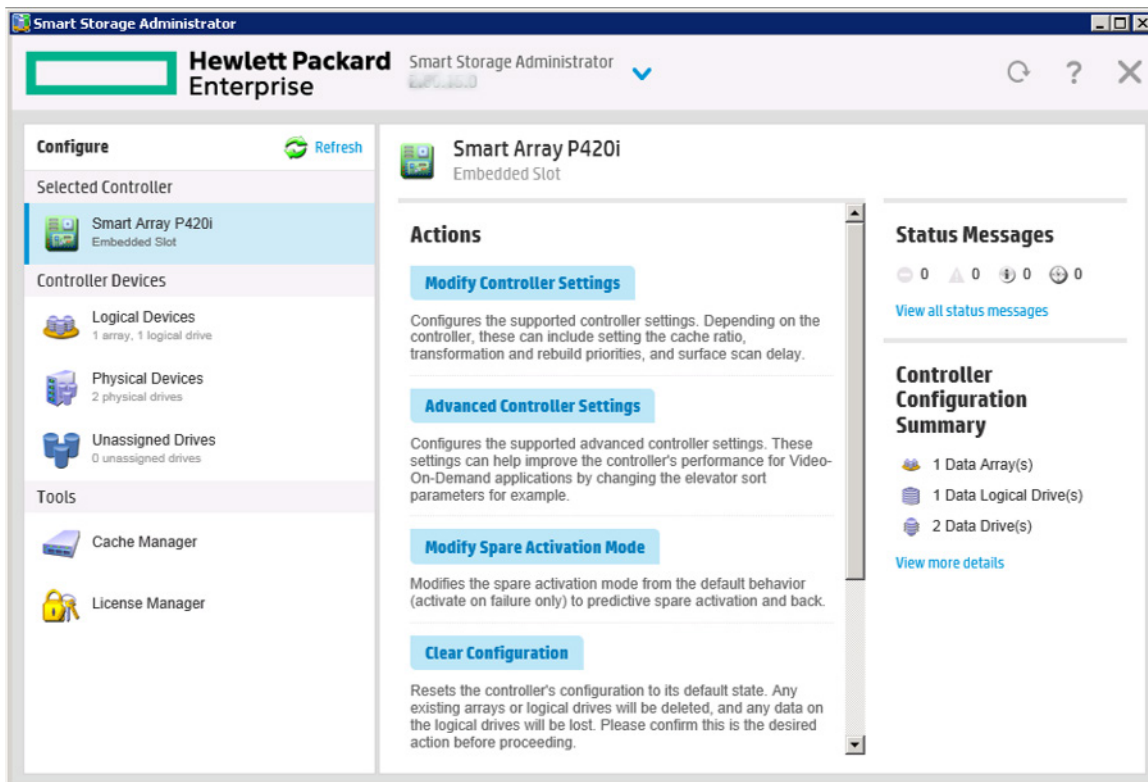 Smart Storage Administrator
Hewlett Packard
Enterprise
Smart Storage Administrator
Configure
Refresh
Selected Controller
Smart Array P420i
Embedded Slot
Controller Devices
Logical Devices
1 array, 1 logical drive
Physical Devices
2 physical drives
Unassigned Drives
0 unassigned drives
Tools
Cache Manager
License Manager
Smart Array P420i
Embedded Slot
Actions
Modify Controller Settings
Configures the supported controller settings. Depending on the
controller, these can include setting the cache ratio,
transformation and rebuild priorities, and surface scan delay.
Advanced Controller Settings
Configures the supported advanced controller settings. These
settings can help improve the controller's performance for Video-
On-Demand applications by changing the elevator sort
parameters for example.
Modify Spare Activation Mode
Modifies the spare activation mode from the default behavior
(activate on failure only) to predictive spare activation and back.
Clear Configuration
Resets the controller's configuration to its default state. Any
existing arrays or logical drives will be deleted, and any data on
the logical drives will be lost. Please confirm this is the desired
action before proceeding.
Status Messages
0 0 0 0
View all status messages
Controller
Configuration
Summary
1 Data Array(s)
1 Data Logical Drive(s)
2 Data Drive(s)
View more details